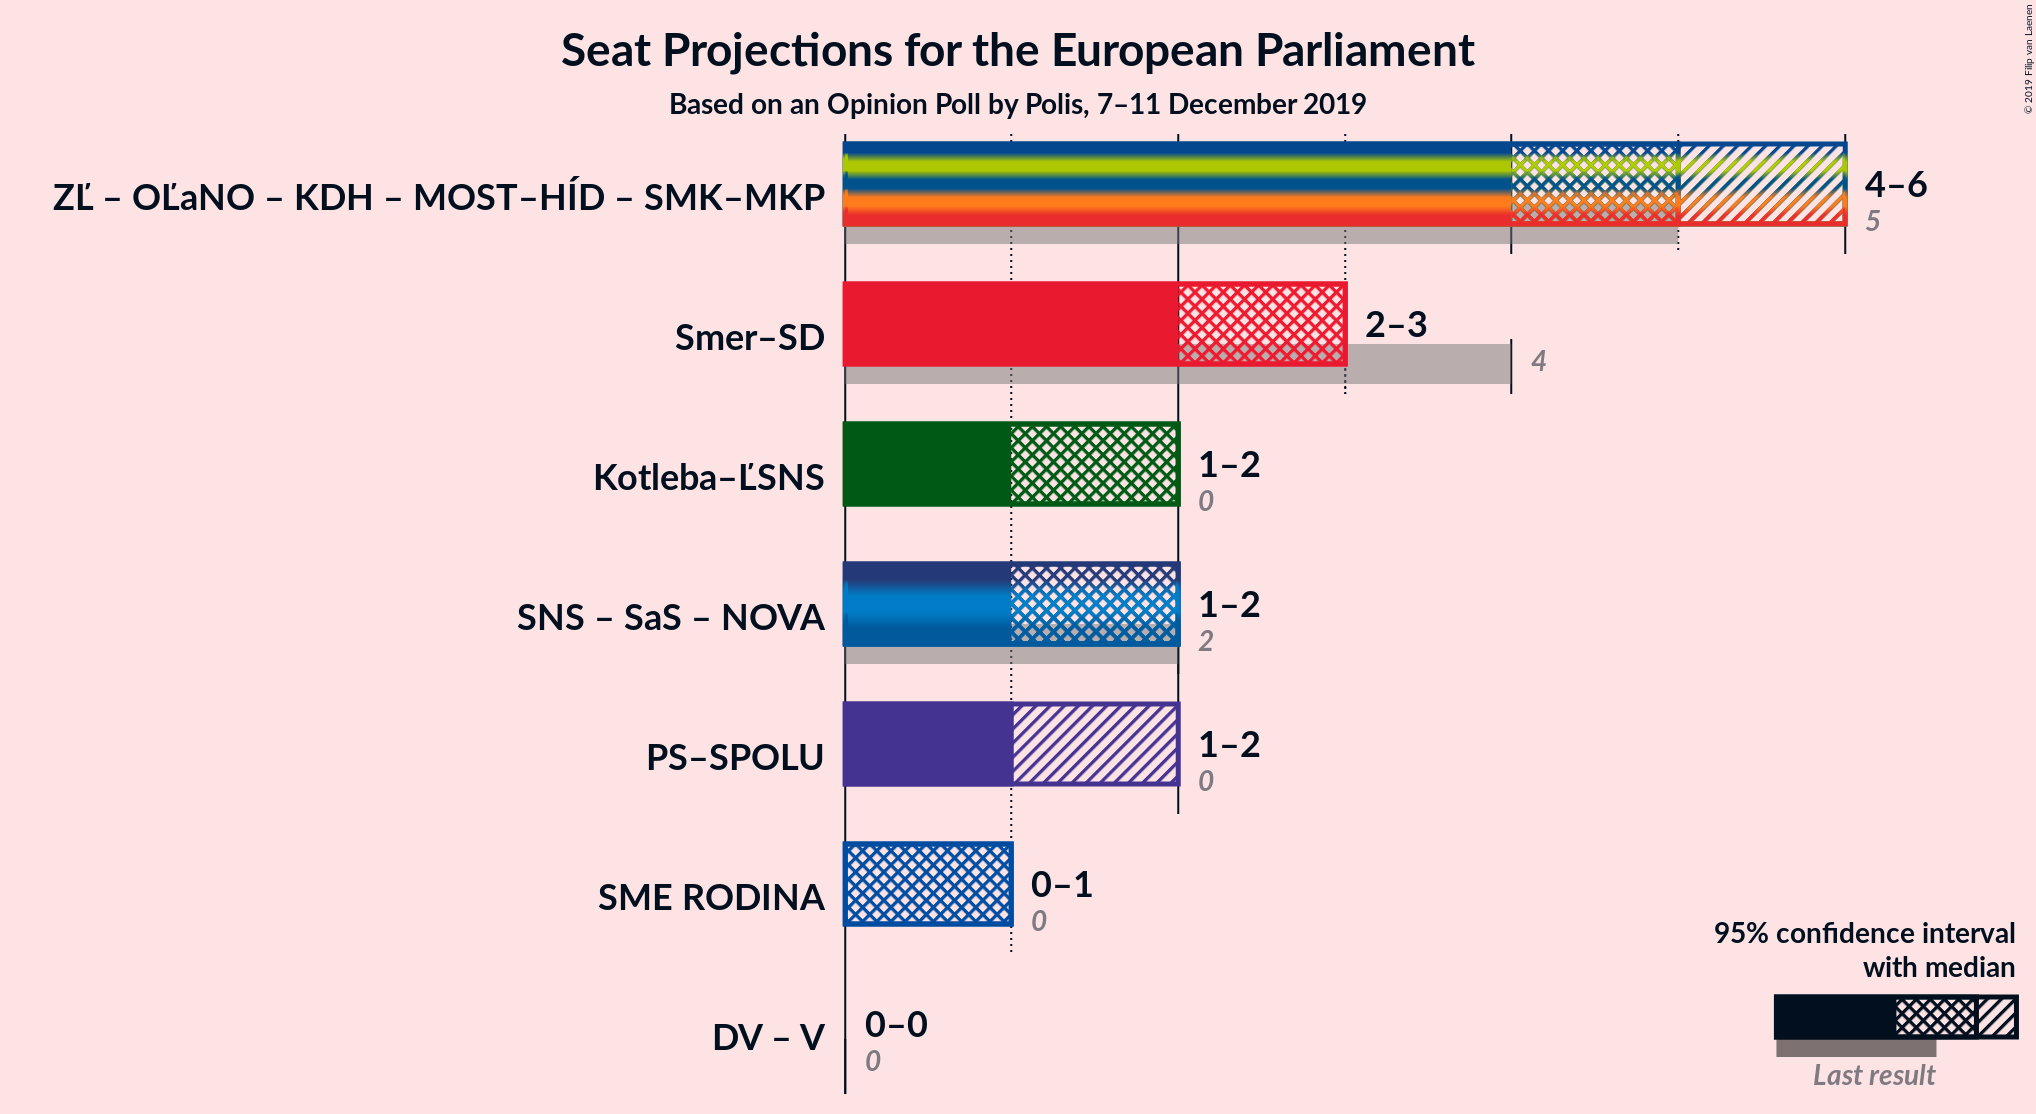 Seat Projections for the European Parliament
Based on an Opinion Poll by Polis, 7–11 December 2019
© 2019 Filip van Laenen
ZĽ – OĽaNO – KDH – MOST–HÍD – SMK–MKP
4–6
5
Smer–SD
2–3
4
Kotleba–ĽSNS
1–2
0
SNS – SaS – NOVA
1–2
2
PS–SPOLU
1–2
0
SME RODINA
0–1
0
DV – V
0–0
0
95% confidence interval
with median
Last result